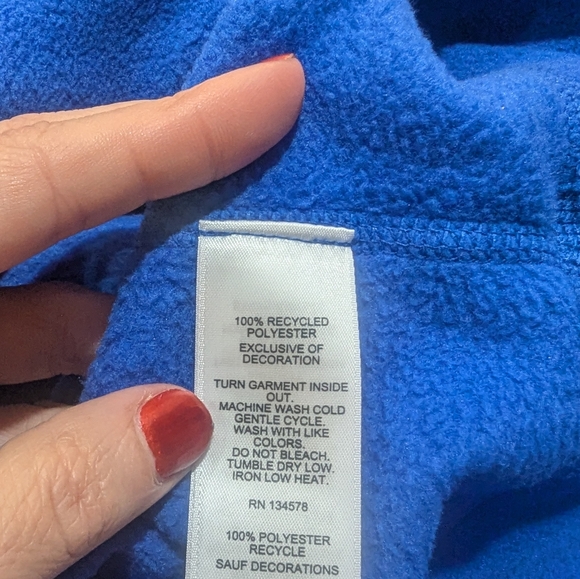 100% RECYCLED
POLYESTER
EXCLUSIVE OF
DECORATION
TURN GARMENT INSIDE
OUT.
MACHINE WASH COLD
GENTLE CYCLE.
WASH WITH LIKE
COLORS.
DO NOT BLEACH.
TUMBLE DRY LOW.
IRON LOW HEAT.
RN 134578
100% POLYESTER
RECYCLE
SAUF DECORATIONS